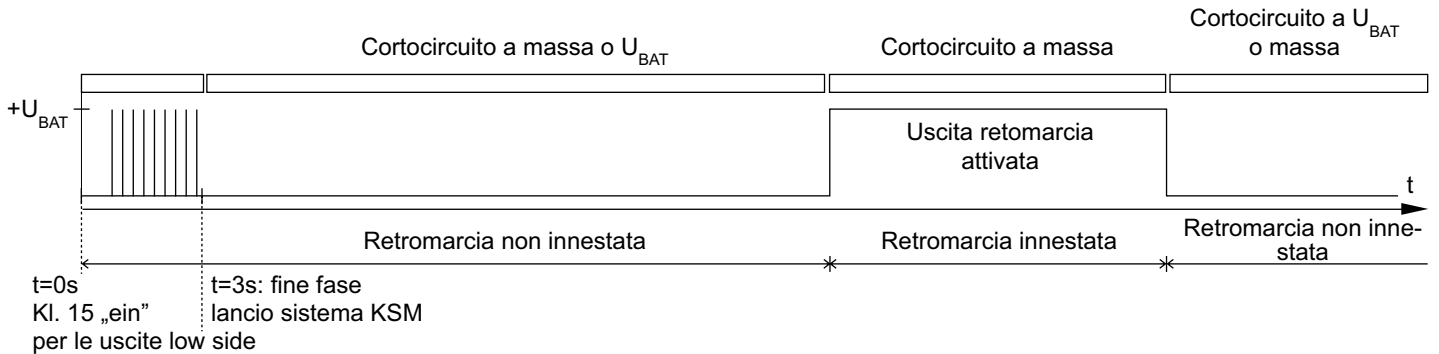 Cortocircuito a massa o U_BAT
Cortocircuito a massa
Cortocircuito a U_BAT
o massa
+U_BAT
Uscita retomarcia
attivata
t
Retromarcia non innestata
Retromarcia innestata
Retromarcia non inne-
stata
t=0s
Kl. 15 „ein”
per le uscite low side
t=3s: fine fase
lancio sistema KSM